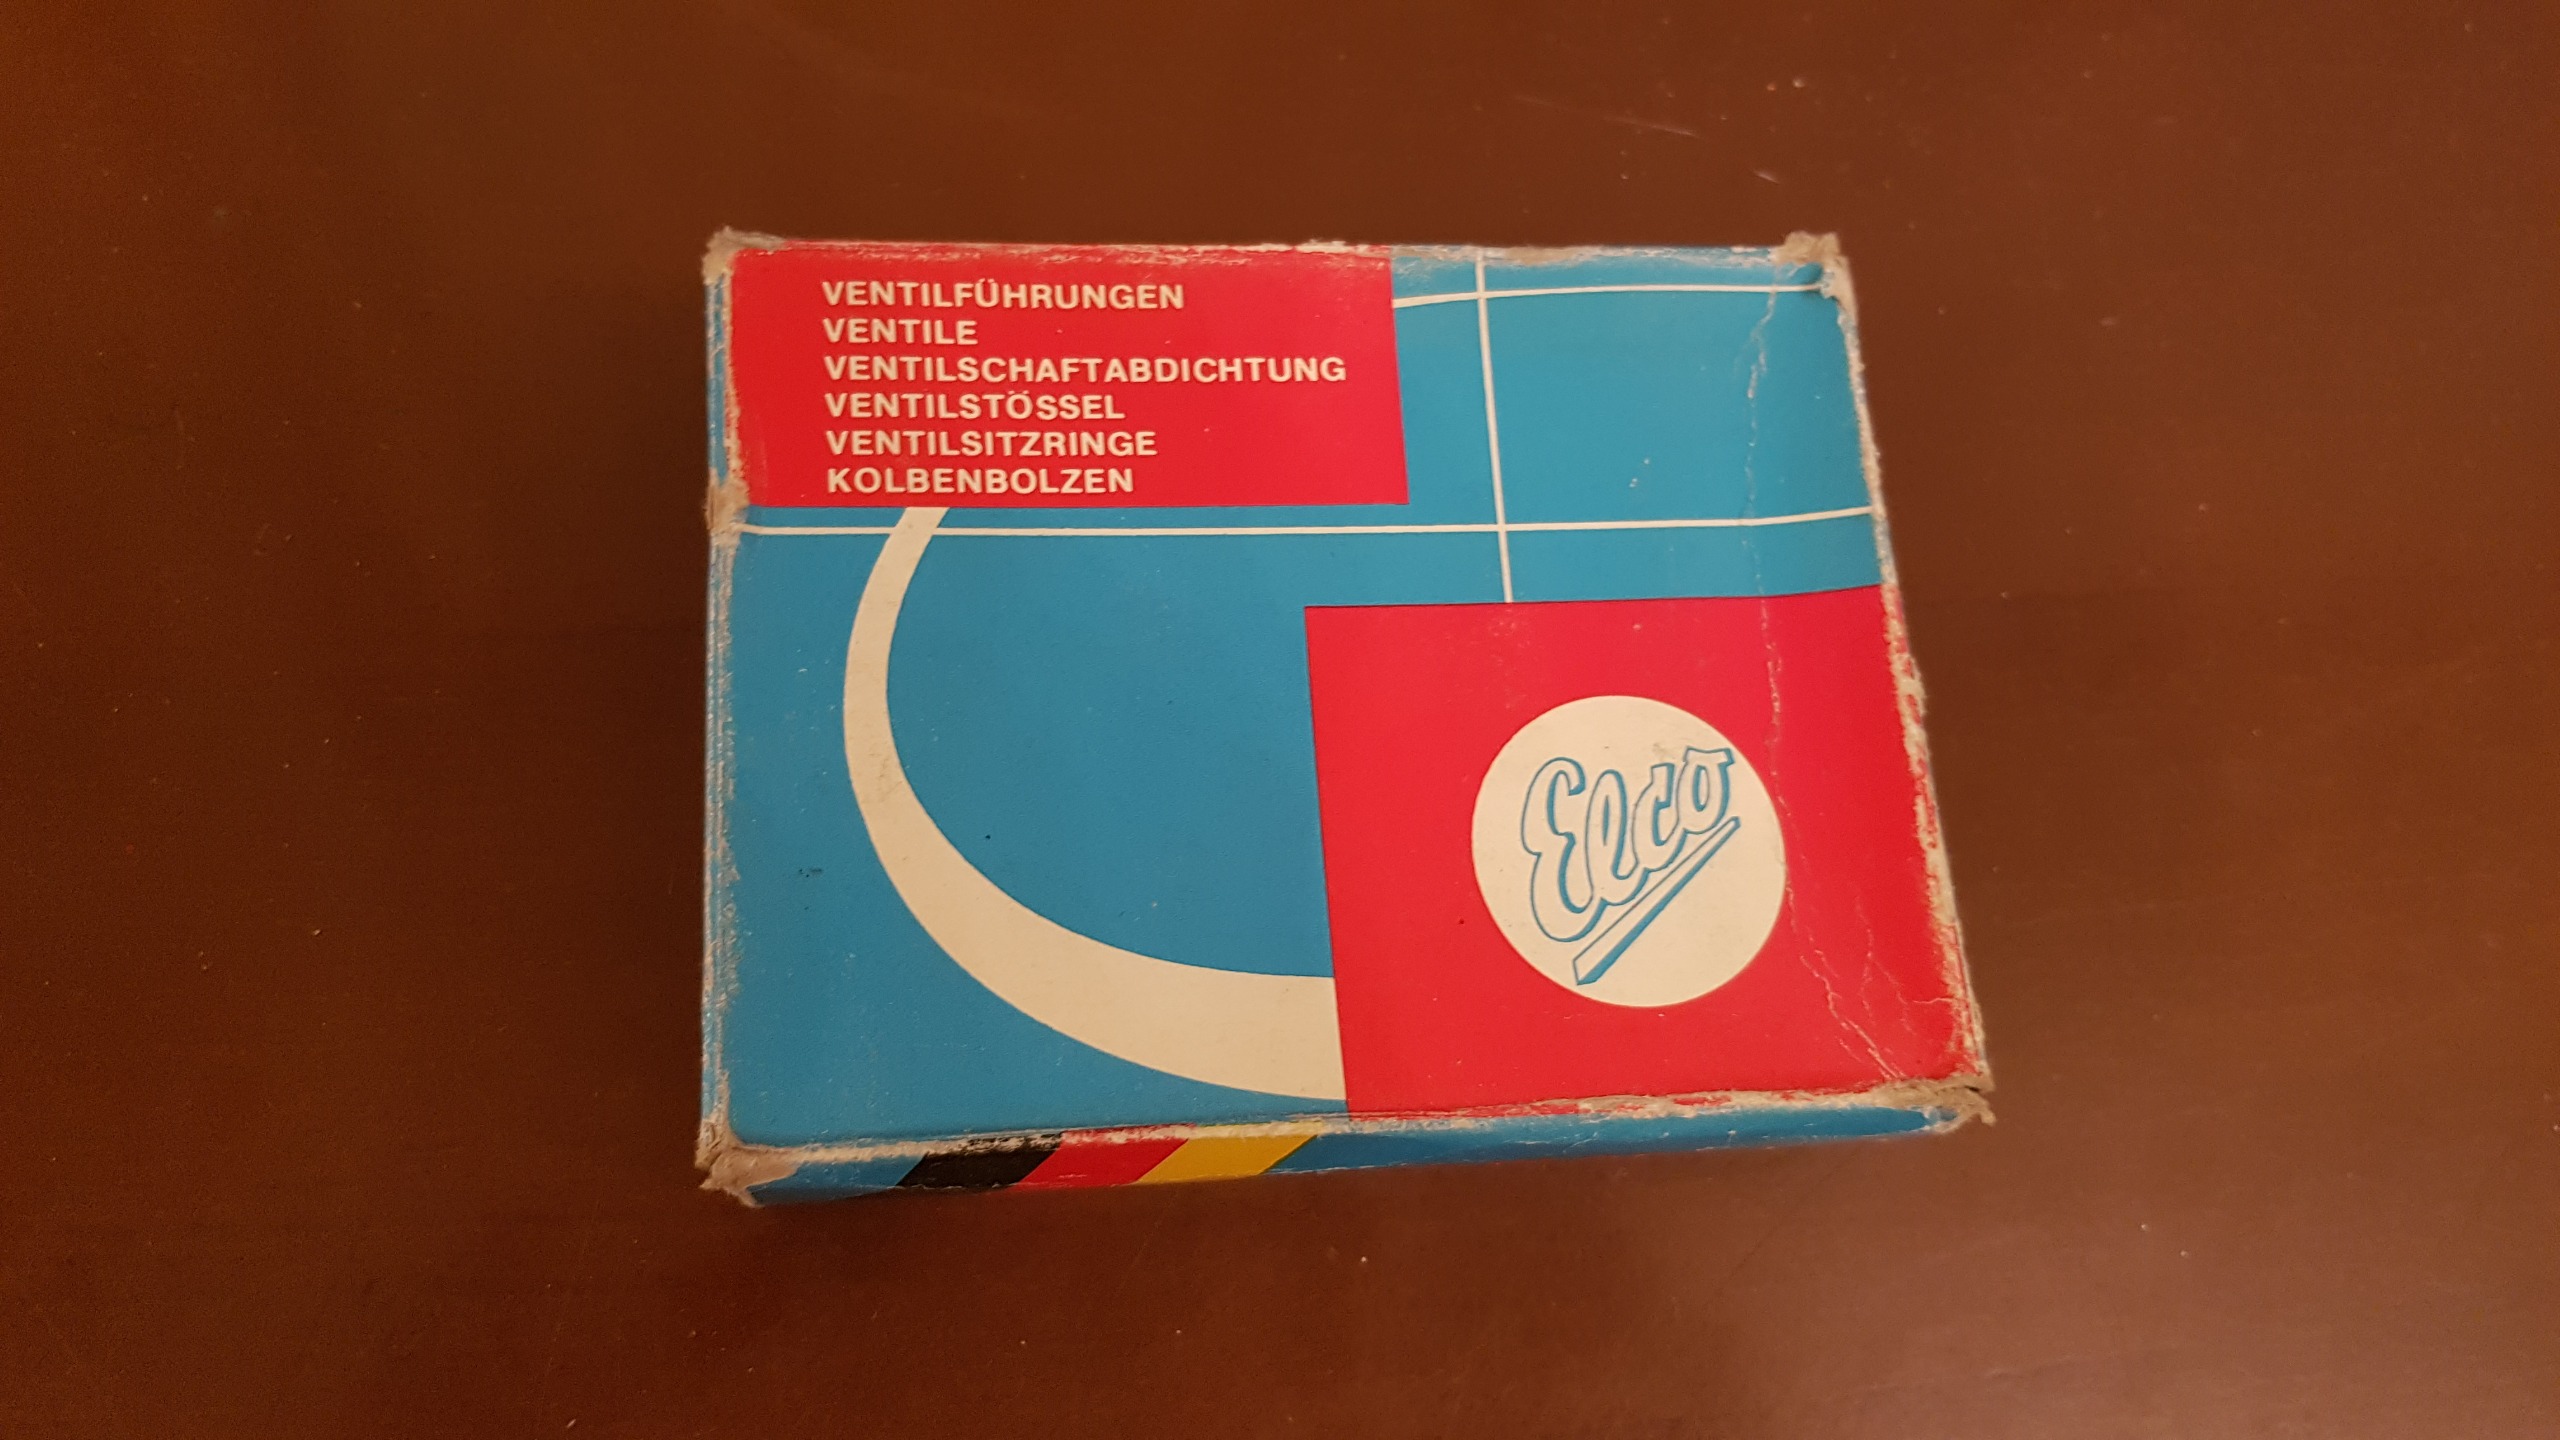 VENTILFÜHRUNGEN
VENTILE
VENTILSCHAFTABDICHTUNG
VENTILSTÖSSEL
VENTILSITZRINGE
KOLBENBOLZEN
Elco